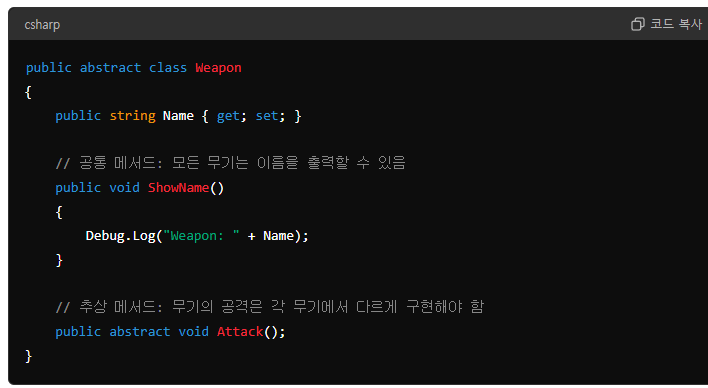 csharp
코드 복사
public abstract class Weapon
{
    public string Name { get; set; }
    // 공통 메서드: 모든 무기는 이름을 출력할 수 있음
    public void ShowName()
    {
        Debug.Log("Weapon: " + Name);
    }
    // 추상 메서드: 무기의 공격은 각 무기에서 다르게 구현해야 함
    public abstract void Attack();
}